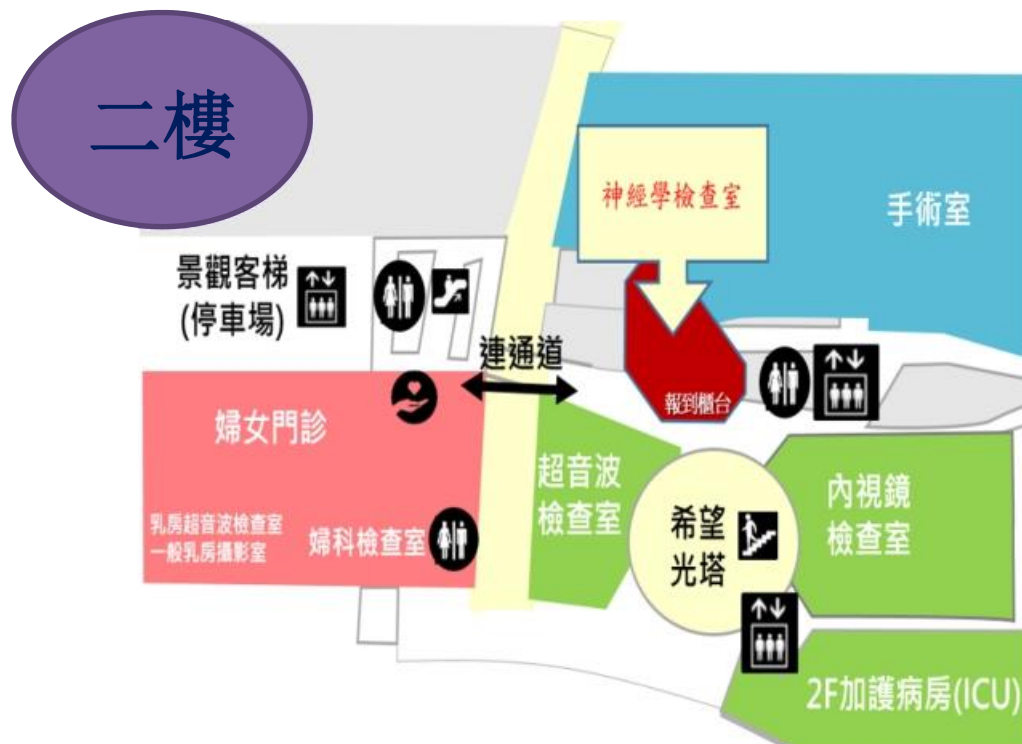 二樓
神經學檢查室
手術室
景觀客梯
(停車場)
連通道
報到櫃台
婦女門診
超音波
檢查室
內視鏡
檢查室
希望
光塔
乳房超音波檢查室
一般乳房攝影室
婦科檢查室
2F加護病房(ICU)